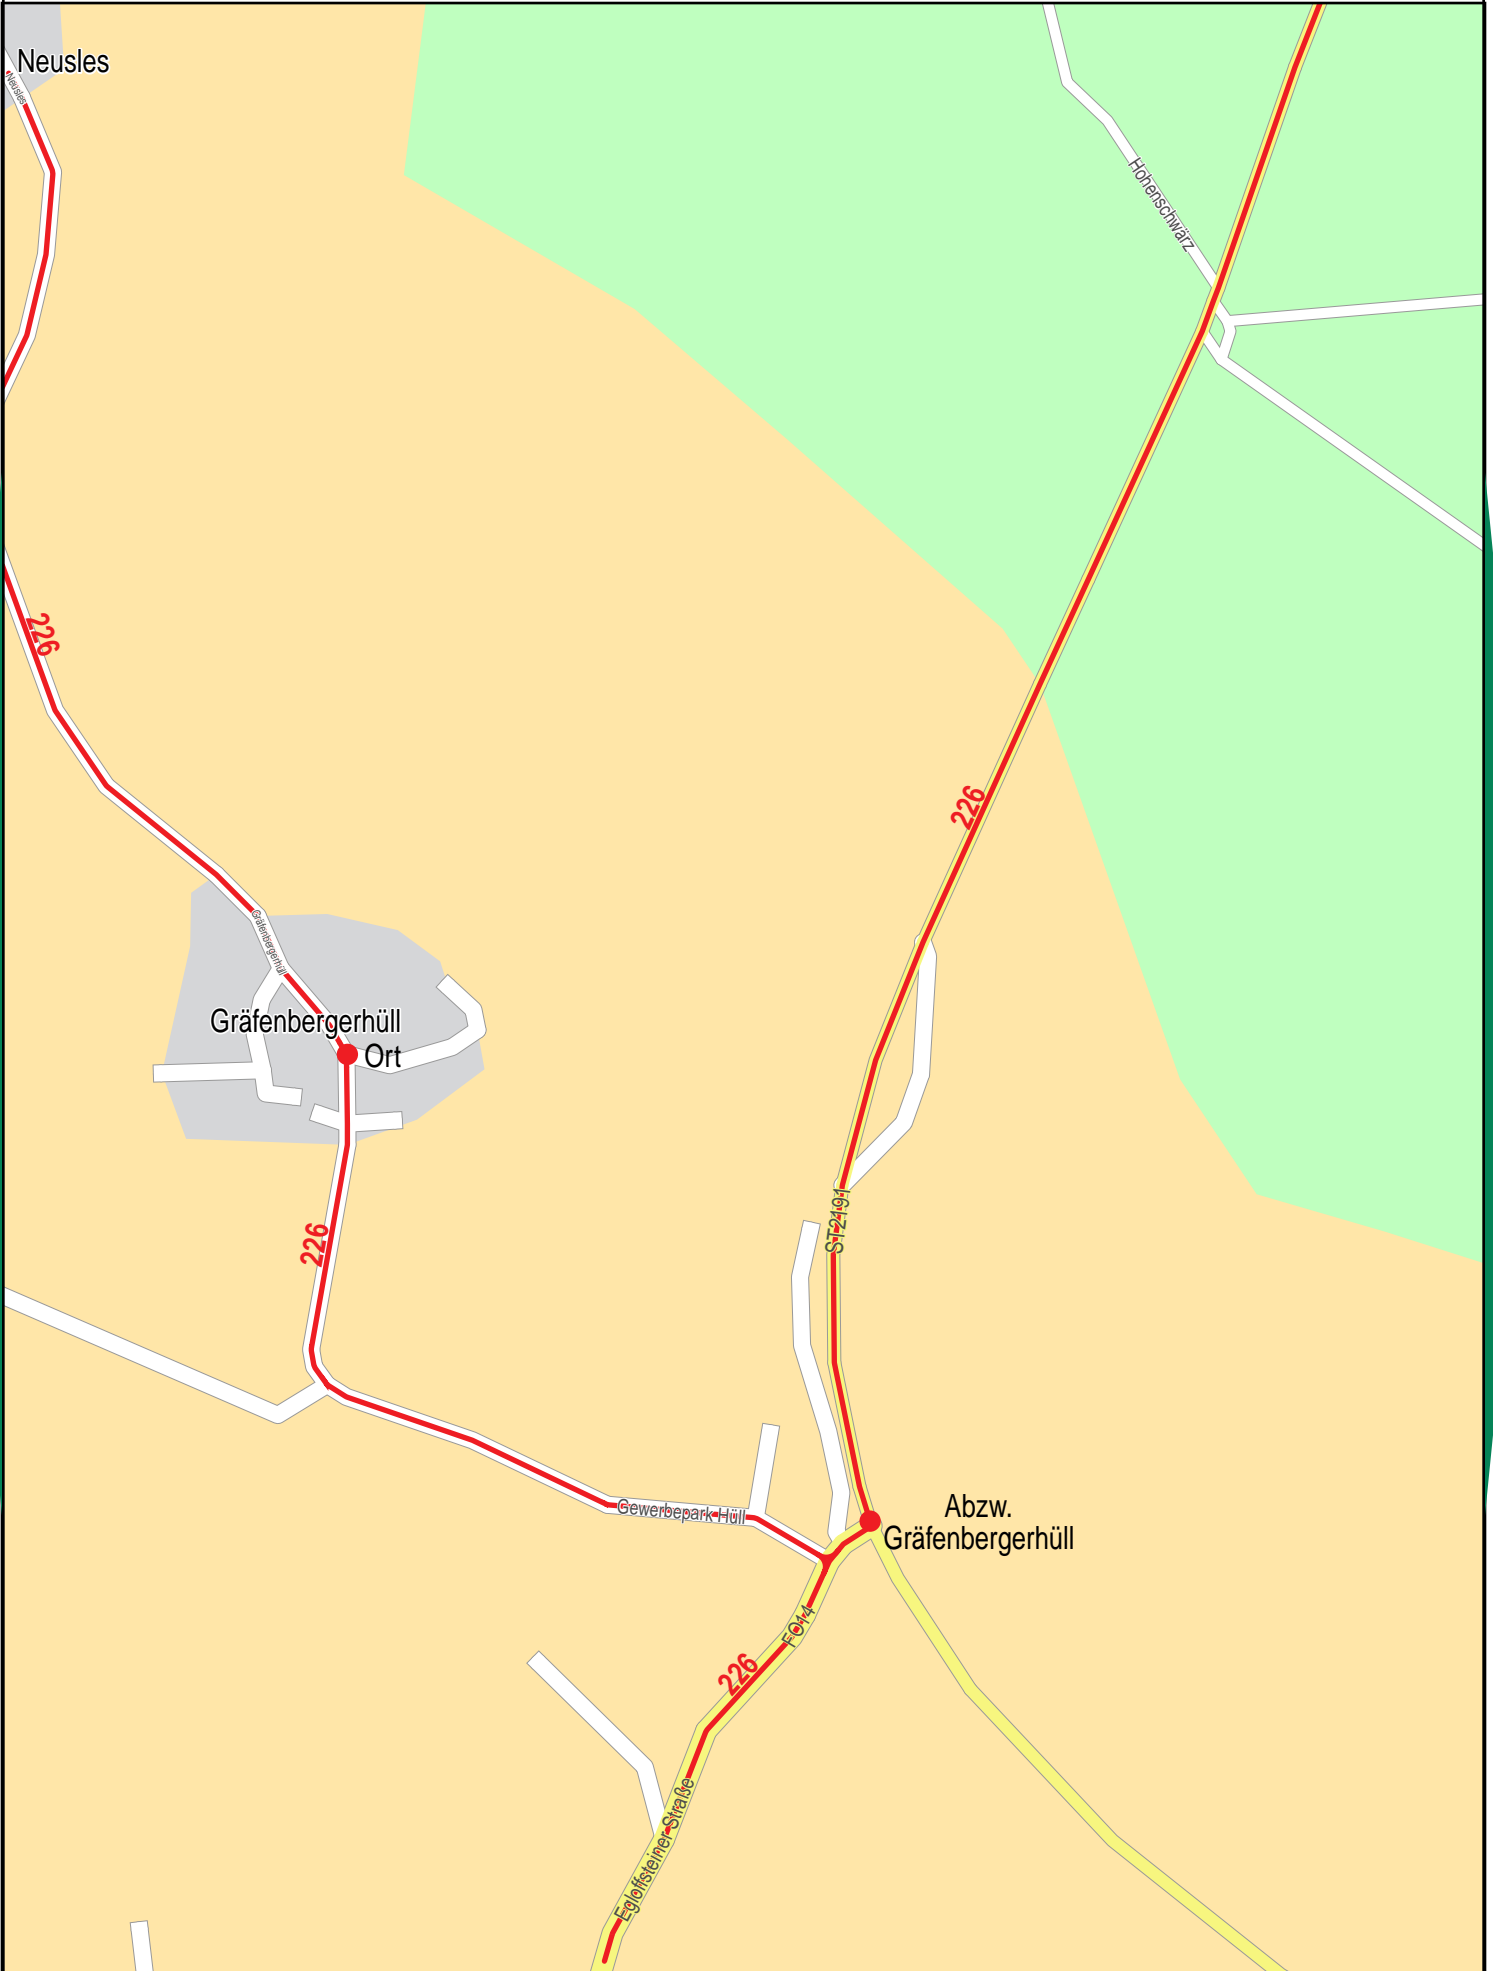 Neusles
Neusles
Hohenschwärz
226
226
Gräfenbergerhüll
Gräfenbergerhüll
Ort
ST2191
226
Abzw.
Gräfenbergerhüll
Gewerbepark Hüll
FO14
226
Egloffsteiner Straße